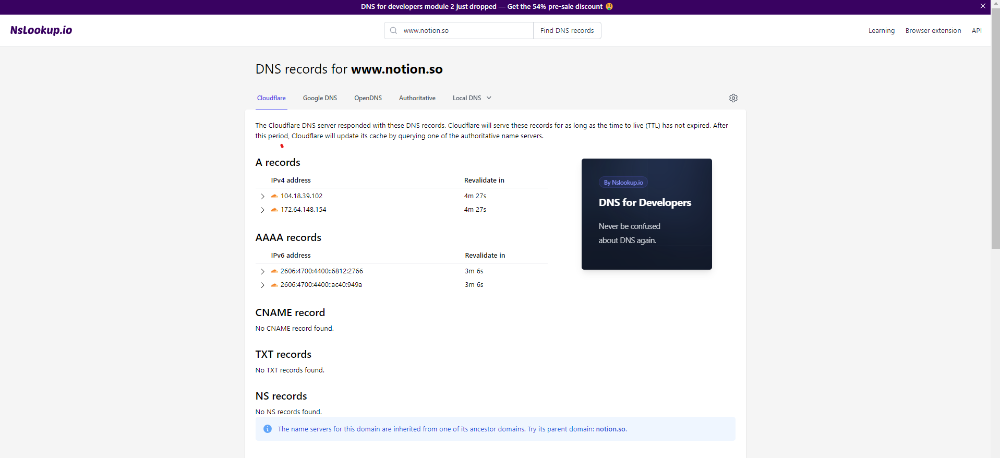 DNS for developers module 2 just dropped — Get the 54% pre-sale discount 🤑
NsLookup.io
www.notion.so
Find DNS records
Learning
Browser extension
API
DNS records for www.notion.so
Cloudflare
Google DNS
OpenDNS
Authoritative
Local DNS
The Cloudflare DNS server responded with these DNS records. Cloudflare will serve these records for as long as the time to live (TTL) has not expired. After
this period, Cloudflare will update its cache by querying one of the authoritative name servers.
A records
IPv4 address Revalidate in
104.18.39.102 4m 27s
172.64.148.154 4m 27s
AAAA records
IPv6 address Revalidate in
2606:4700:4400::6812:2766 3m 6s
2606:4700:4400::ac40:949a 3m 6s
CNAME record
No CNAME record found.
TXT records
No TXT records found.
NS records
No NS records found.
The name servers for this domain are inherited from one of its ancestor domains. Try its parent domain: notion.so.
By Nslookup.io
DNS for Developers
Never be confused
about DNS again.